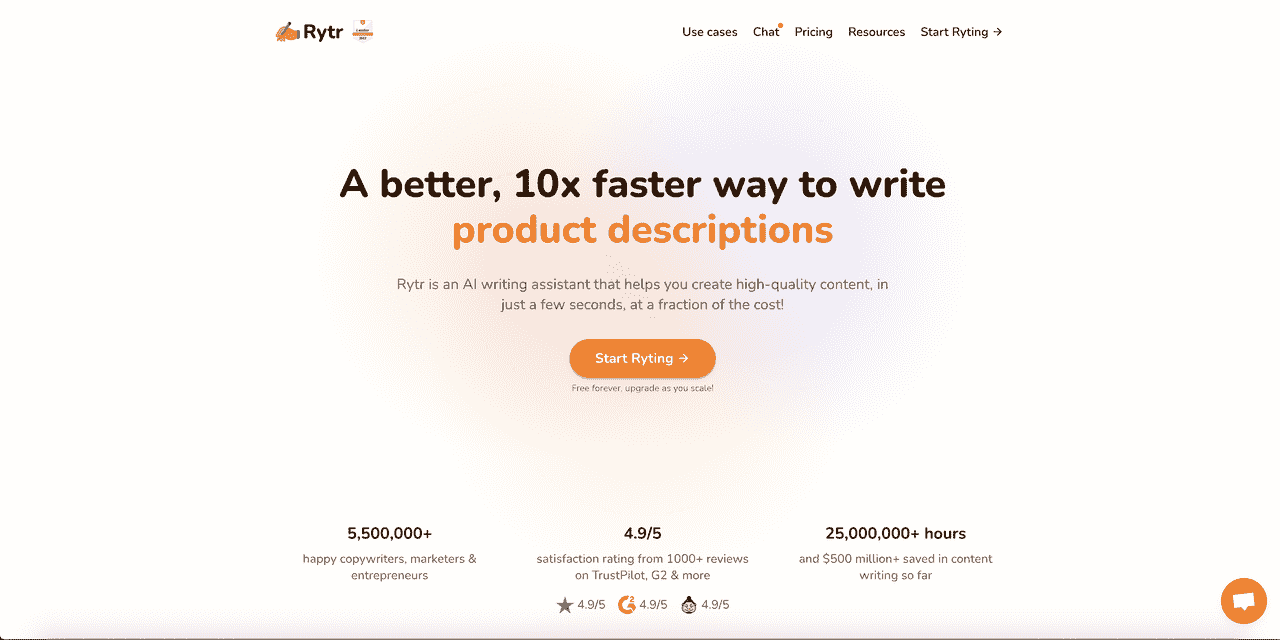 Rytr
Use cases
Chat
Pricing
Resources
Start Ryting →
A better, 10x faster way to write
product descriptions
Rytr is an AI writing assistant that helps you create high-quality content, in
just a few seconds, at a fraction of the cost!
Start Ryting →
Free forever, upgrade as you scale!
5,500,000+
happy copywriters, marketers &
entrepreneurs
4.9/5
satisfaction rating from 1000+ reviews
on TrustPilot, G2 & more
4.9/5
4.9/5
4.9/5
25,000,000+ hours
and $500 million+ saved in content
writing so far